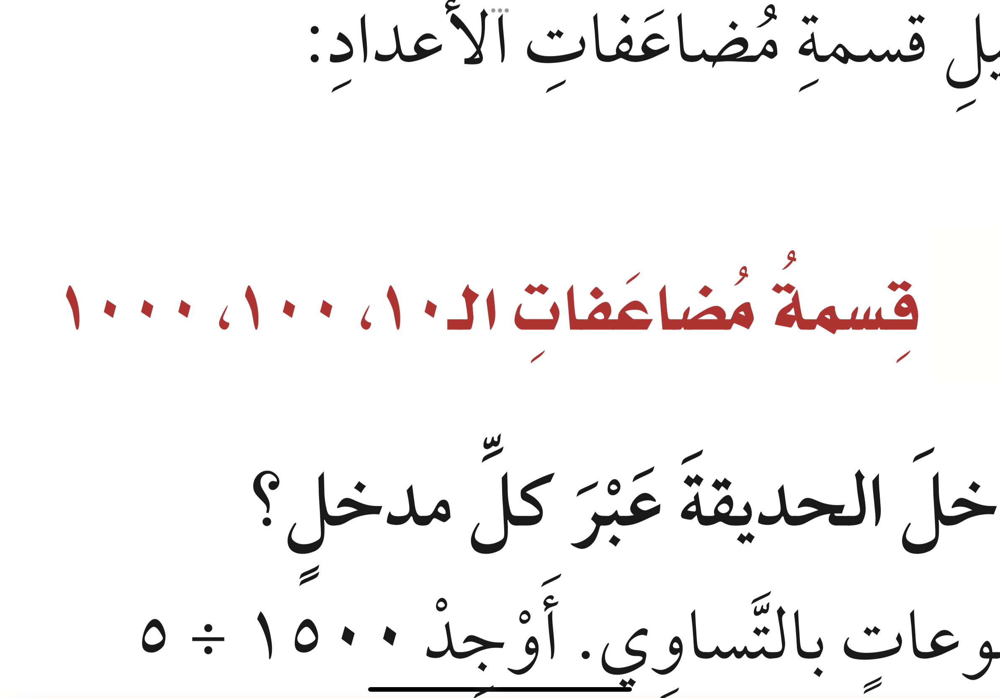 يلِ قسمةِ مُضاعَفاتِ الأعدادِ:
قِسمةُ مُضاعَفاتِ الـ ١٠، ١٠٠، ١٠٠٠
خلَ الحديقةَ عَبْرَ كلِّ مدخلٍ؟
وعاتٍ بالتَّساوِي. أَوْجِدْ ١٥٠٠ ÷ ٥